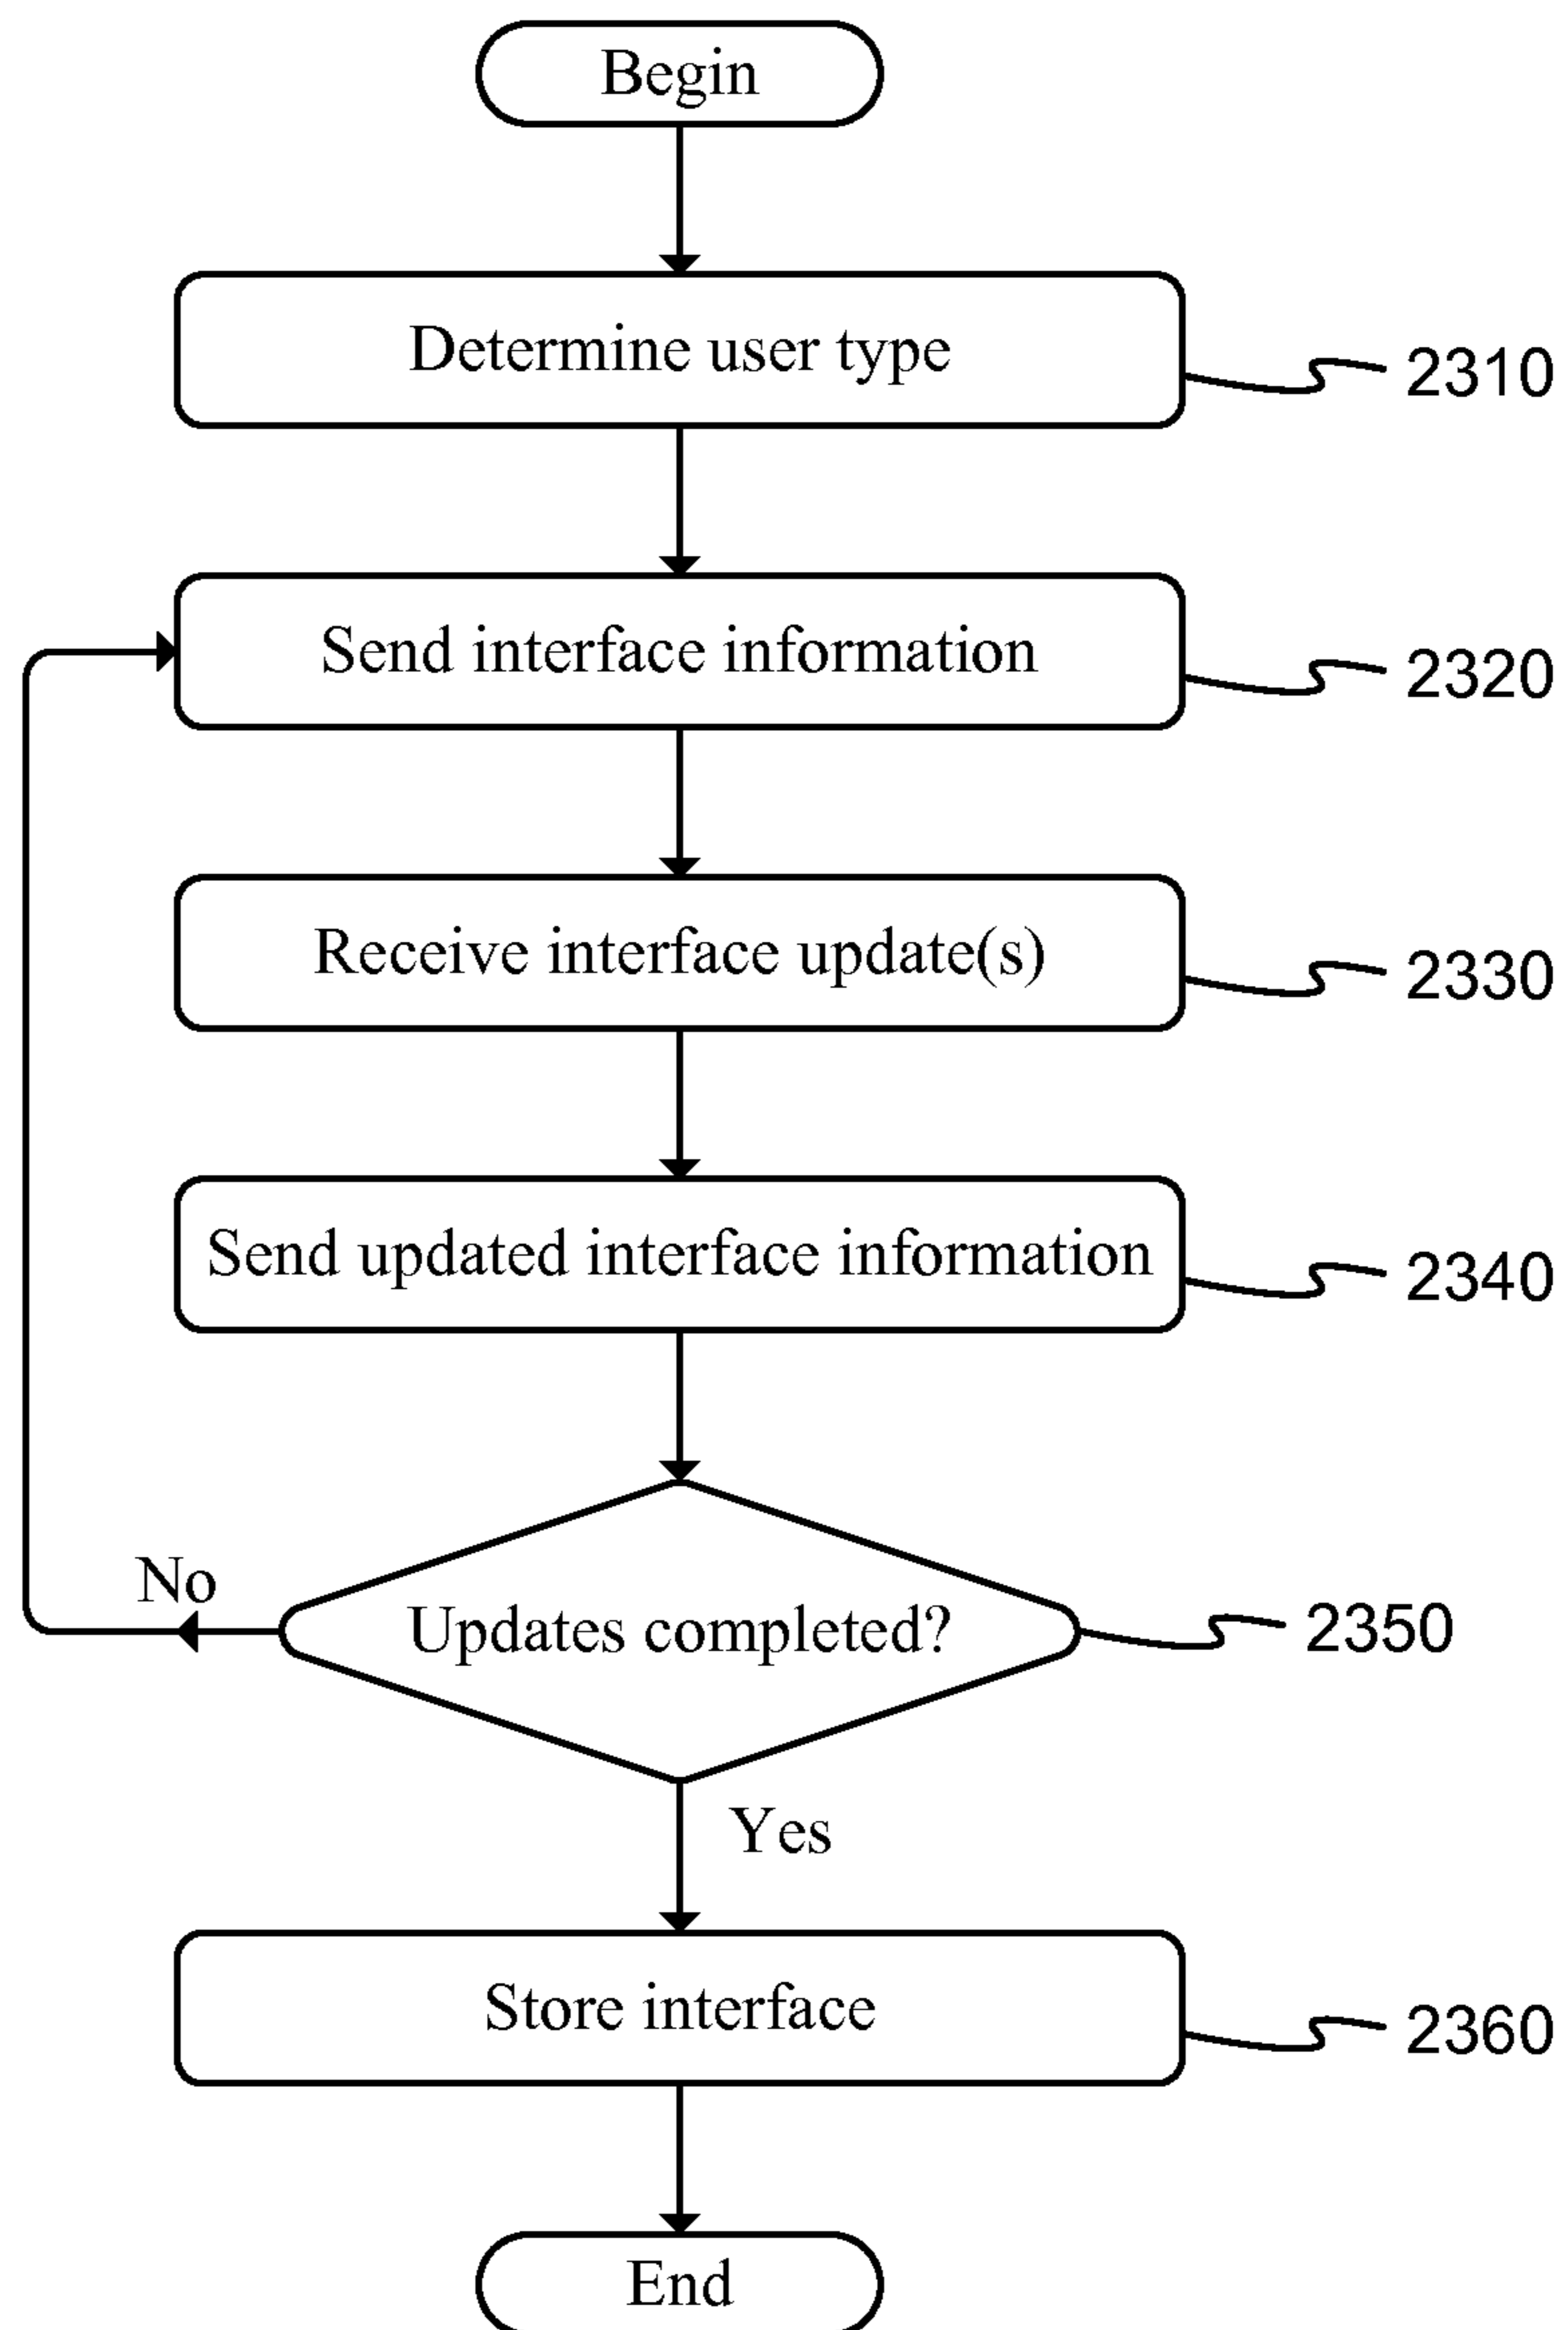 Begin
Determine user type
2310
Send interface information
2320
Receive interface update(s)
2330
Send updated interface information
2340
No
Updates completed?
2350
Yes
Store interface
2360
End